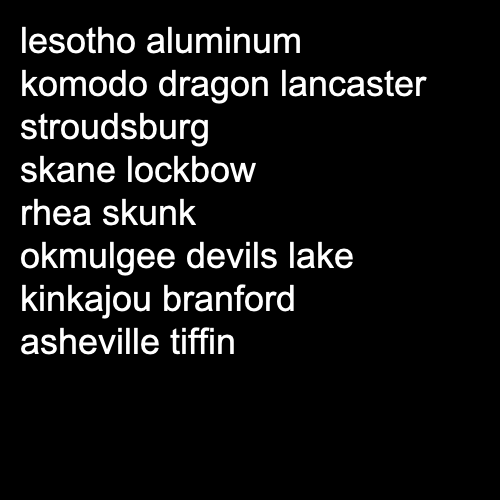 lesotho aluminum
komodo dragon lancaster
stroudsburg
skane lockbow
rhea skunk
okmulgee devils lake
kinkajou branford
asheville tiffin